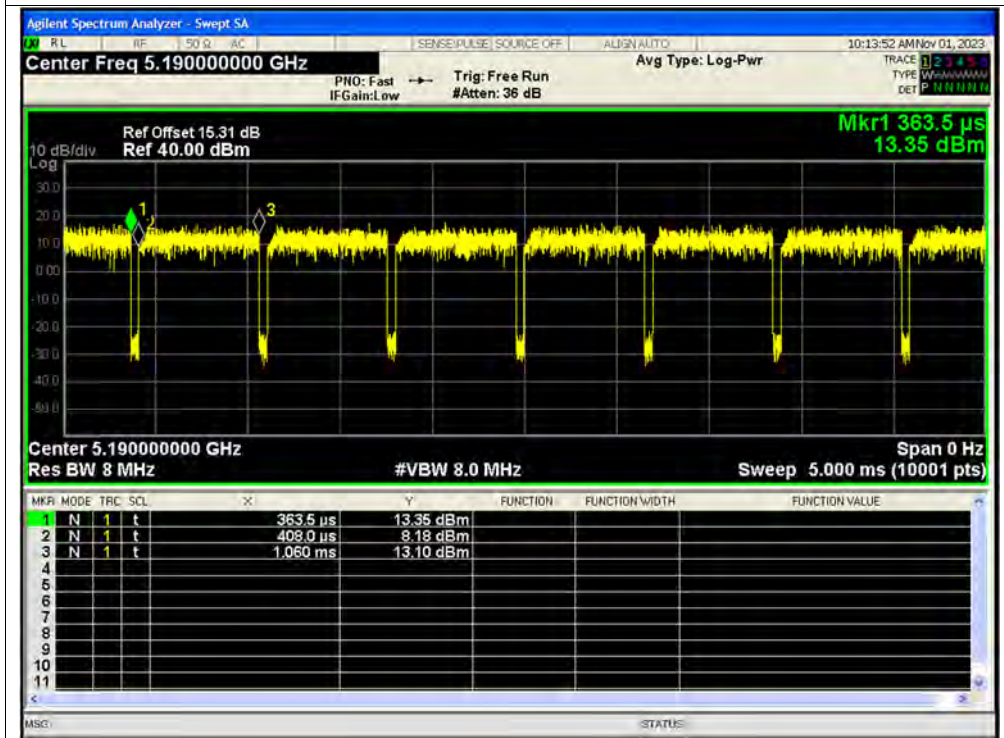 Agilent Spectrum Analyzer - Swept SA
RL RF 50 Ω AC SENSE:PULSE SOURCE OFF ALIGN AUTO 10:13:52 AM Nov 01, 2023
Center Freq 5.190000000 GHz Avg Type: Log-Pwr TRACE 1 2 3 4 5 6
PNO: Fast Trig: Free Run TYPE W
IFGain:Low #Atten: 36 dB DET P N N N N N
Mkr1 363.5 µs
Ref Offset 15.31 dB
10 dB/div Ref 40.00 dBm 13.35 dBm
Log
30.0
20.0
10.0
0.00
-10.0
-20.0
-30.0
-40.0
-50.0
1
2
3
Center 5.190000000 GHz Span 0 Hz
Res BW 8 MHz #VBW 8.0 MHz Sweep 5.000 ms (10001 pts)
MKR MODE TRC SCL X Y FUNCTION FUNCTION WIDTH FUNCTION VALUE
1 N 1 t 363.5 µs 13.35 dBm
2 N 1 t 408.0 µs 8.18 dBm
3 N 1 t 1.060 ms 13.10 dBm
4
5
6
7
8
9
10
11
MSG STATUS